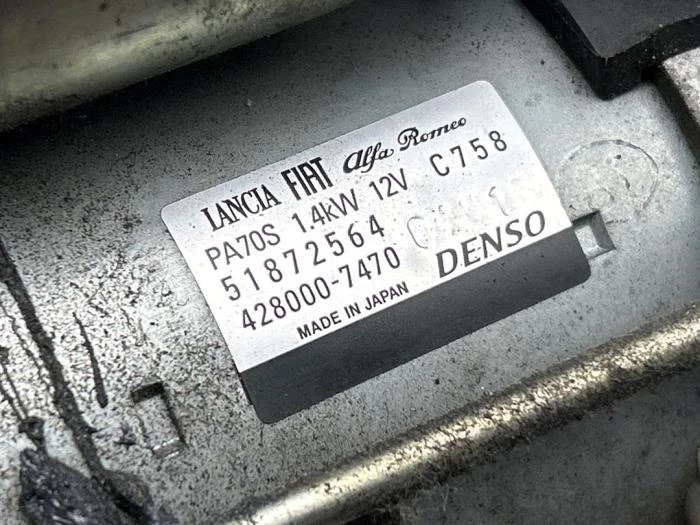 LANCIA FIAT Alfa Romeo
PA70S 1.4kW 12V C758
51872564
428000-7470 DENSO
MADE IN JAPAN